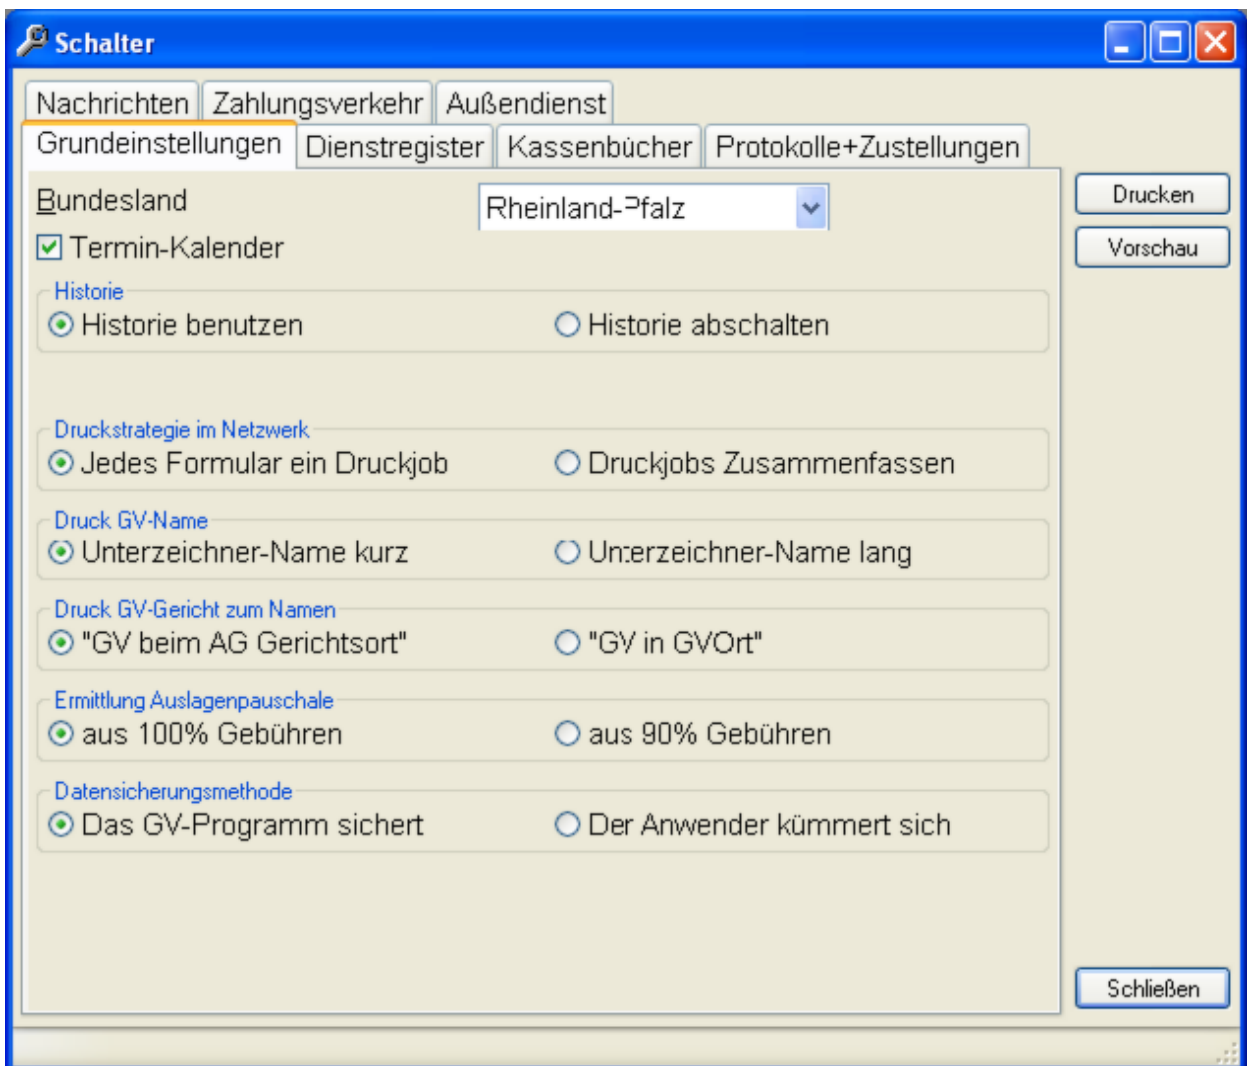 Schalter
Nachrichten Zahlungsverkehr Außendienst
Grundeinstellungen Dienstregister Kassenbücher Protokolle+Zustellungen
Bundesland Rheinland-Pfalz Drucken
Termin-Kalender Vorschau
Historie
Historie benutzen Historie abschalten
Druckstrategie im Netzwerk
Jedes Formular ein Druckjob Druckjobs Zusammenfassen
Druck GV-Name
Unterzeichner-Name kurz Unterzeichner-Name lang
Druck GV-Gericht zum Namen
"GV beim AG Gerichtsort" "GV in GVOrt"
Ermittlung Auslagenpauschale
aus 100% Gebühren aus 90% Gebühren
Datensicherungsmethode
Das GV-Programm sichert Der Anwender kümmert sich
Schließen